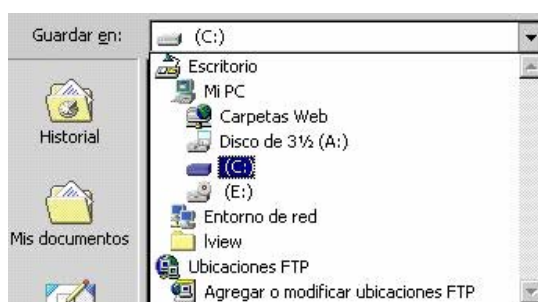 Guardar en:
(C:)
Escritorio
Mi PC
Carpetas Web
Historial
Disco de 3½ (A:)
(C:)
(E:)
Entorno de red
Mis documentos
Iview
Ubicaciones FTP
Agregar o modificar ubicaciones FTP